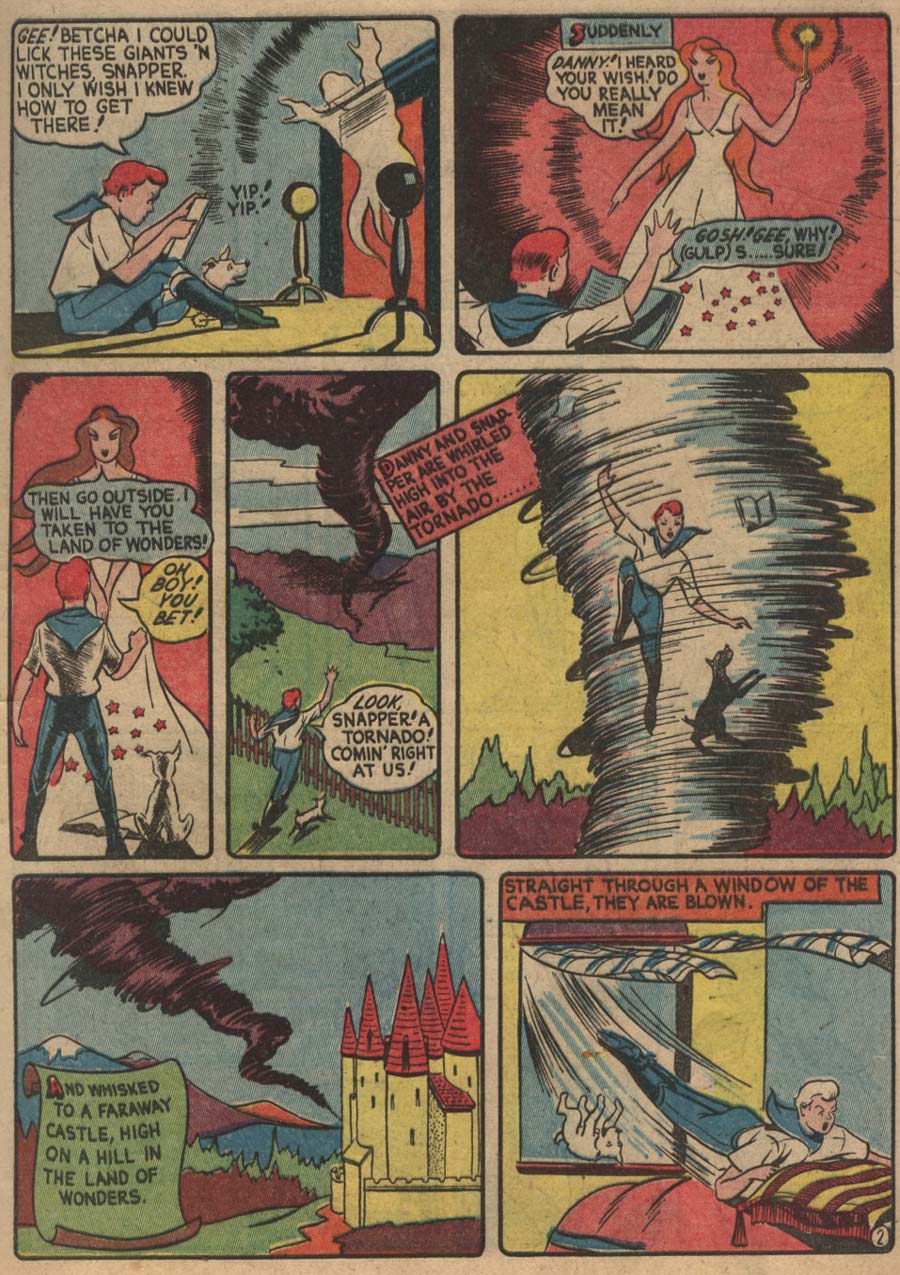 GEE! BETCHA I COULD
LICK THESE GIANTS 'N
WITCHES, SNAPPER.
I ONLY WISH I KNEW
HOW TO GET
THERE!
YIP!
YIP!
SUDDENLY
DANNY! I HEARD
YOUR WISH! DO
YOU REALLY
MEAN
IT!
GOSH! GEE, WHY!
(GULP) S.....SURE!
THEN GO OUTSIDE. I
WILL HAVE YOU
TAKEN TO THE
LAND OF WONDERS!
OH
BOY!
YOU
BET!
DANNY AND SNAP-
PER ARE WHIRLED
HIGH INTO THE
AIR BY THE
TORNADO......
LOOK,
SNAPPER! A
TORNADO!
COMIN' RIGHT
AT US!
AND WHISKED
TO A FARAWAY
CASTLE, HIGH
ON A HILL IN
THE LAND OF
WONDERS.
STRAIGHT THROUGH A WINDOW OF THE
CASTLE, THEY ARE BLOWN.
2